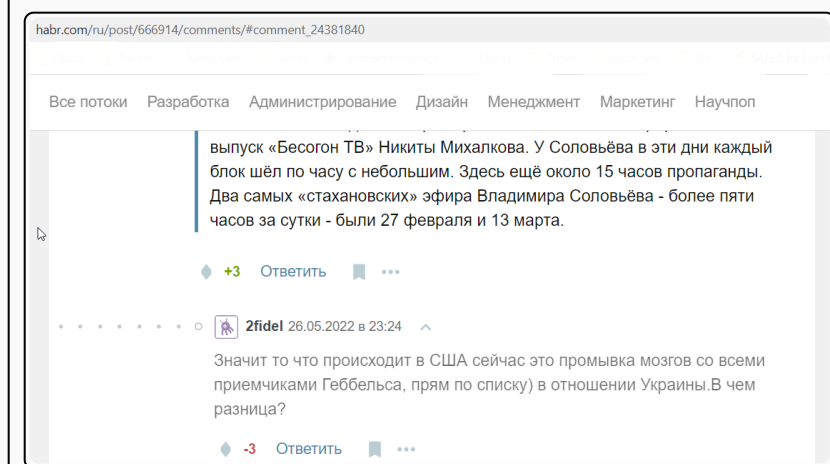 habr.com/ru/post/666914/comments/#comment_24381840
Все потоки Разработка Администрирование Дизайн Менеджмент Маркетинг Научпоп
выпуск «Бесогон ТВ» Никиты Михалкова. У Соловьёва в эти дни каждый
блок шёл по часу с небольшим. Здесь ещё около 15 часов пропаганды.
Два самых «стахановских» эфира Владимира Соловьёва - более пяти
часов за сутки - были 27 февраля и 13 марта.
+3 Ответить
2fidel 26.05.2022 в 23:24
Значит то что происходит в США сейчас это промывка мозгов со всеми
приемчиками Геббельса, прям по списку) в отношении Украины.В чем
разница?
-3 Ответить